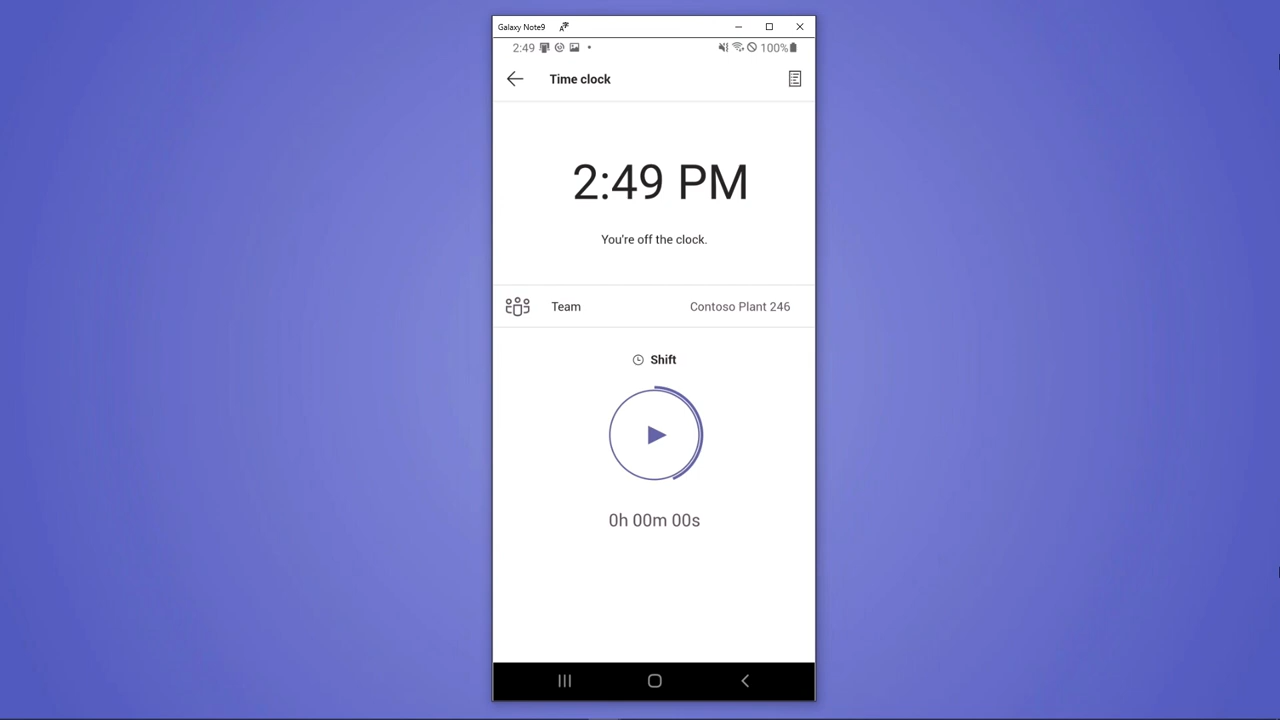 Galaxy Note9
2:49 100%
Time clock
2:49 PM
You're off the clock.
Team Contoso Plant 246
Shift
0h 00m 00s